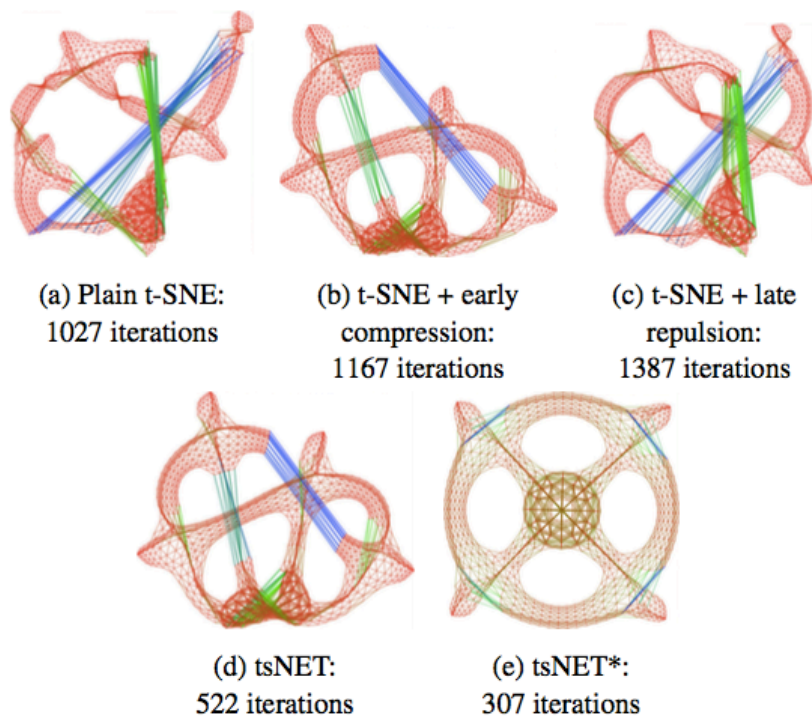 (a) Plain t-SNE:
1027 iterations
(b) t-SNE + early
compression:
1167 iterations
(c) t-SNE + late
repulsion:
1387 iterations
(d) tsNET:
522 iterations
(e) tsNET*:
307 iterations